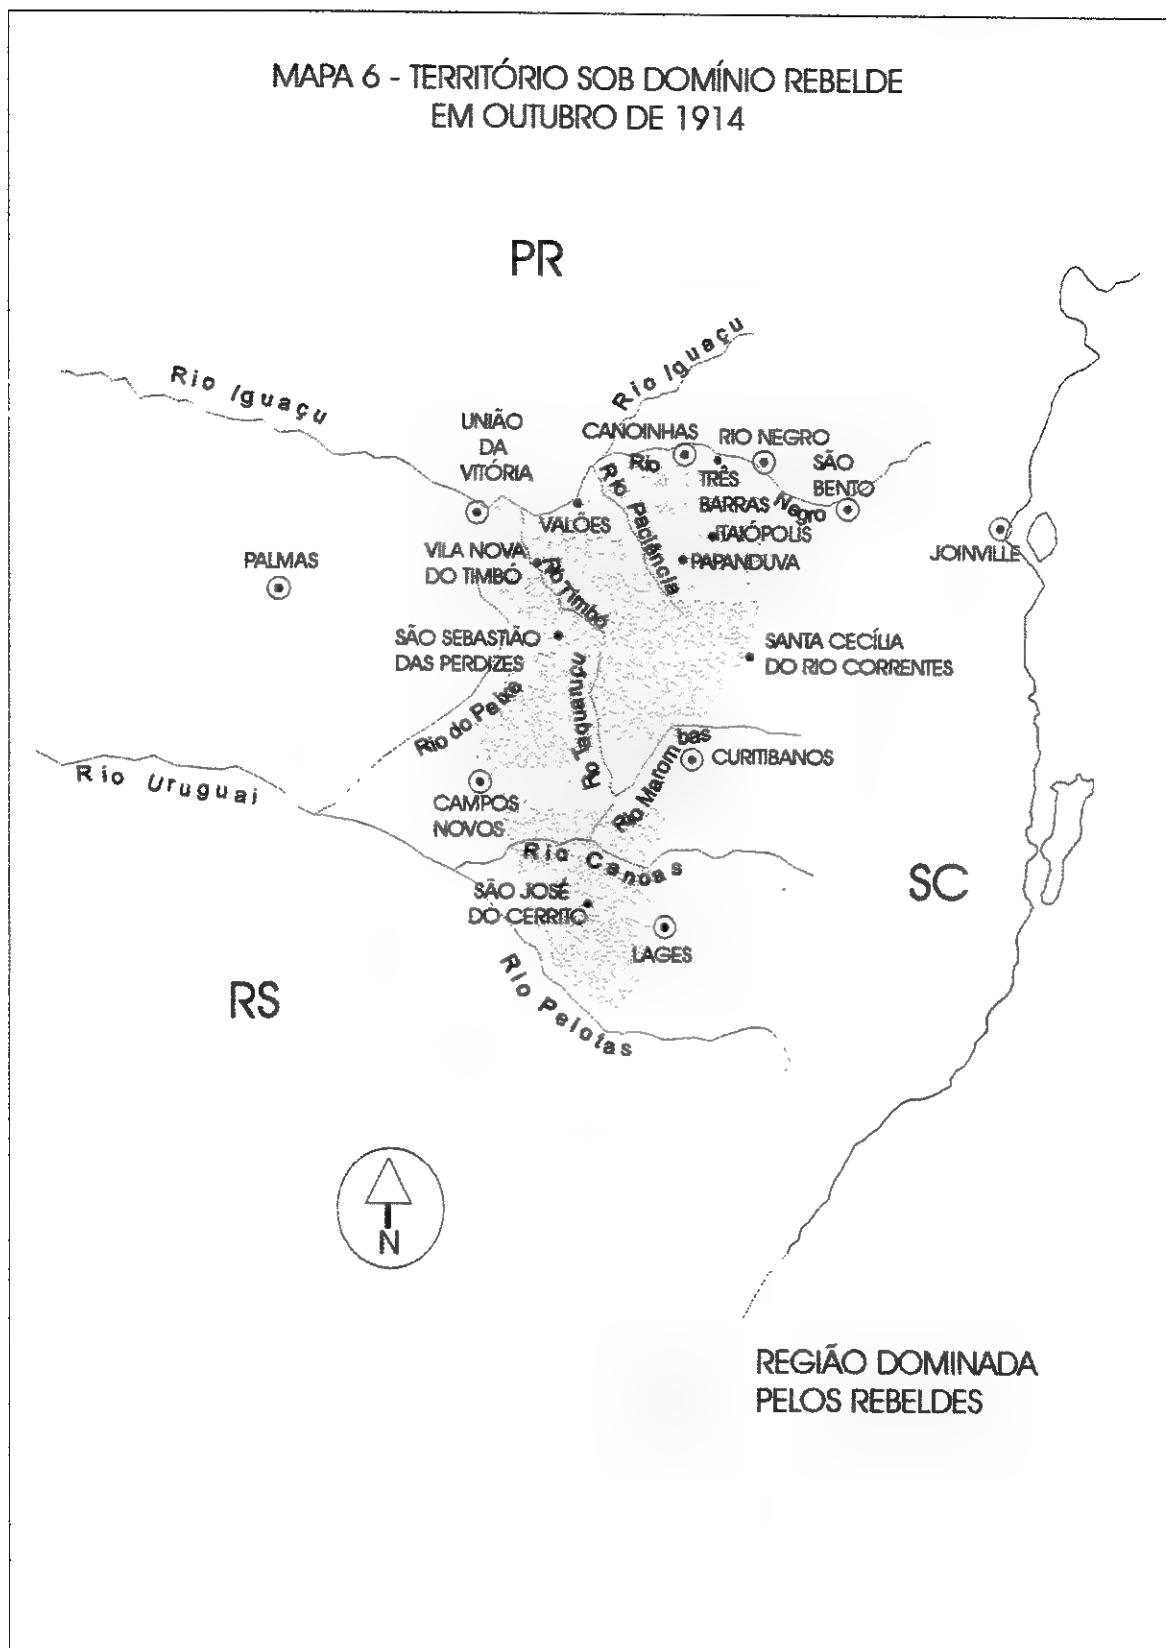 MAPA 6 - TERRITÓRIO SOB DOMÍNIO REBELDE
EM OUTUBRO DE 1914
PR
Rio Iguaçu
Rio Iguaçu
UNIÃO
DA
VITÓRIA
CANOINHAS
RIO NEGRO
SÃO
BENTO
Rio
Negro
TRÊS
BARRAS
Rio Paciância
VALÕES
ITAIÓPOLIS
JOINVILLE
PALMAS
VILA NOVA
DO TIMBÓ
Rio Timbó
PAPANDUVA
SÃO SEBASTIÃO
DAS PERDIZES
SANTA CECÍLIA
DO RIO CORRENTES
Rio do Peixe
Rio Taquaruçu
Rio Marombas
CURITIBANOS
Rio Uruguai
CAMPOS
NOVOS
Rio Canoas
SC
SÃO JOSÉ
DO CERRITO
LAGES
RS
Rio Pelotas
N
REGIÃO DOMINADA
PELOS REBELDES